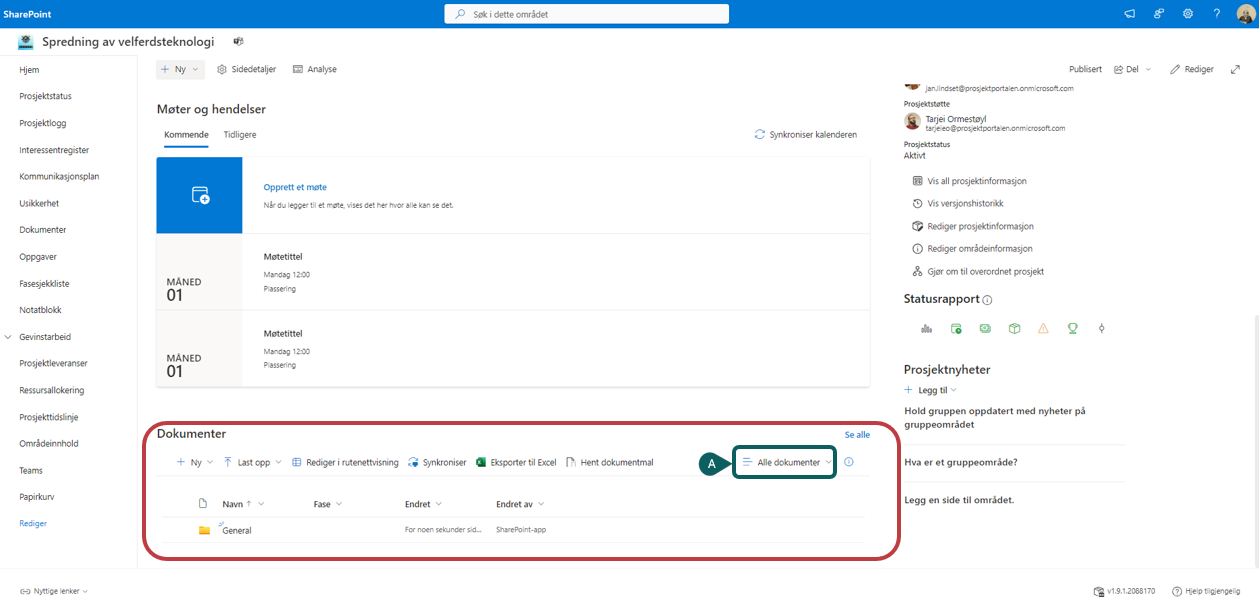 SharePoint
Søk i dette området
Spredning av velferdsteknologi
Hjem
Prosjektstatus
Prosjektlogg
Interessentregister
Kommunikasjonsplan
Usikkerhet
Dokumenter
Oppgaver
Fasesjekkliste
Notatblokk
Gevinstarbeid
Prosjektleveranser
Ressursallokering
Prosjekttidslinje
Områdeinnhold
Teams
Papirkurv
Rediger
Nyttige lenker
Ny Sidedetaljer Analyse
Publisert Del Rediger
Møter og hendelser
Kommende Tidligere Synkroniser kalenderen
Opprett et møte
Når du legger til et møte, vises det her hvor alle kan se det.
Møtetittel
Mandag 12:00
Plassering
MÅNED
01
Møtetittel
Mandag 12:00
Plassering
MÅNED
01
Dokumenter Se alle
Ny Last opp Rediger i rutenettvisning Synkroniser Eksporter til Excel Hent dokumentmal A Alle dokumenter
Navn Fase Endret Endret av
General For noen sekunder sid... SharePoint-app
jan.lindset@prosjektportalen.onmicrosoft.com
Prosjektstøtte
Tarjei Ormestøyl
tarjeieo@prosjektportalen.onmicrosoft.com
Prosjektstatus
Aktivt
Vis all prosjektinformasjon
Vis versjonshistorikk
Rediger prosjektinformasjon
Rediger områdeinformasjon
Gjør om til overordnet prosjekt
Statusrapport
Prosjektnyheter
Legg til
Hold gruppen oppdatert med nyheter på
gruppeområdet
Hva er et gruppeområde?
Legg en side til området.
v1.9.1.2088170 Hjelp tilgjengelig